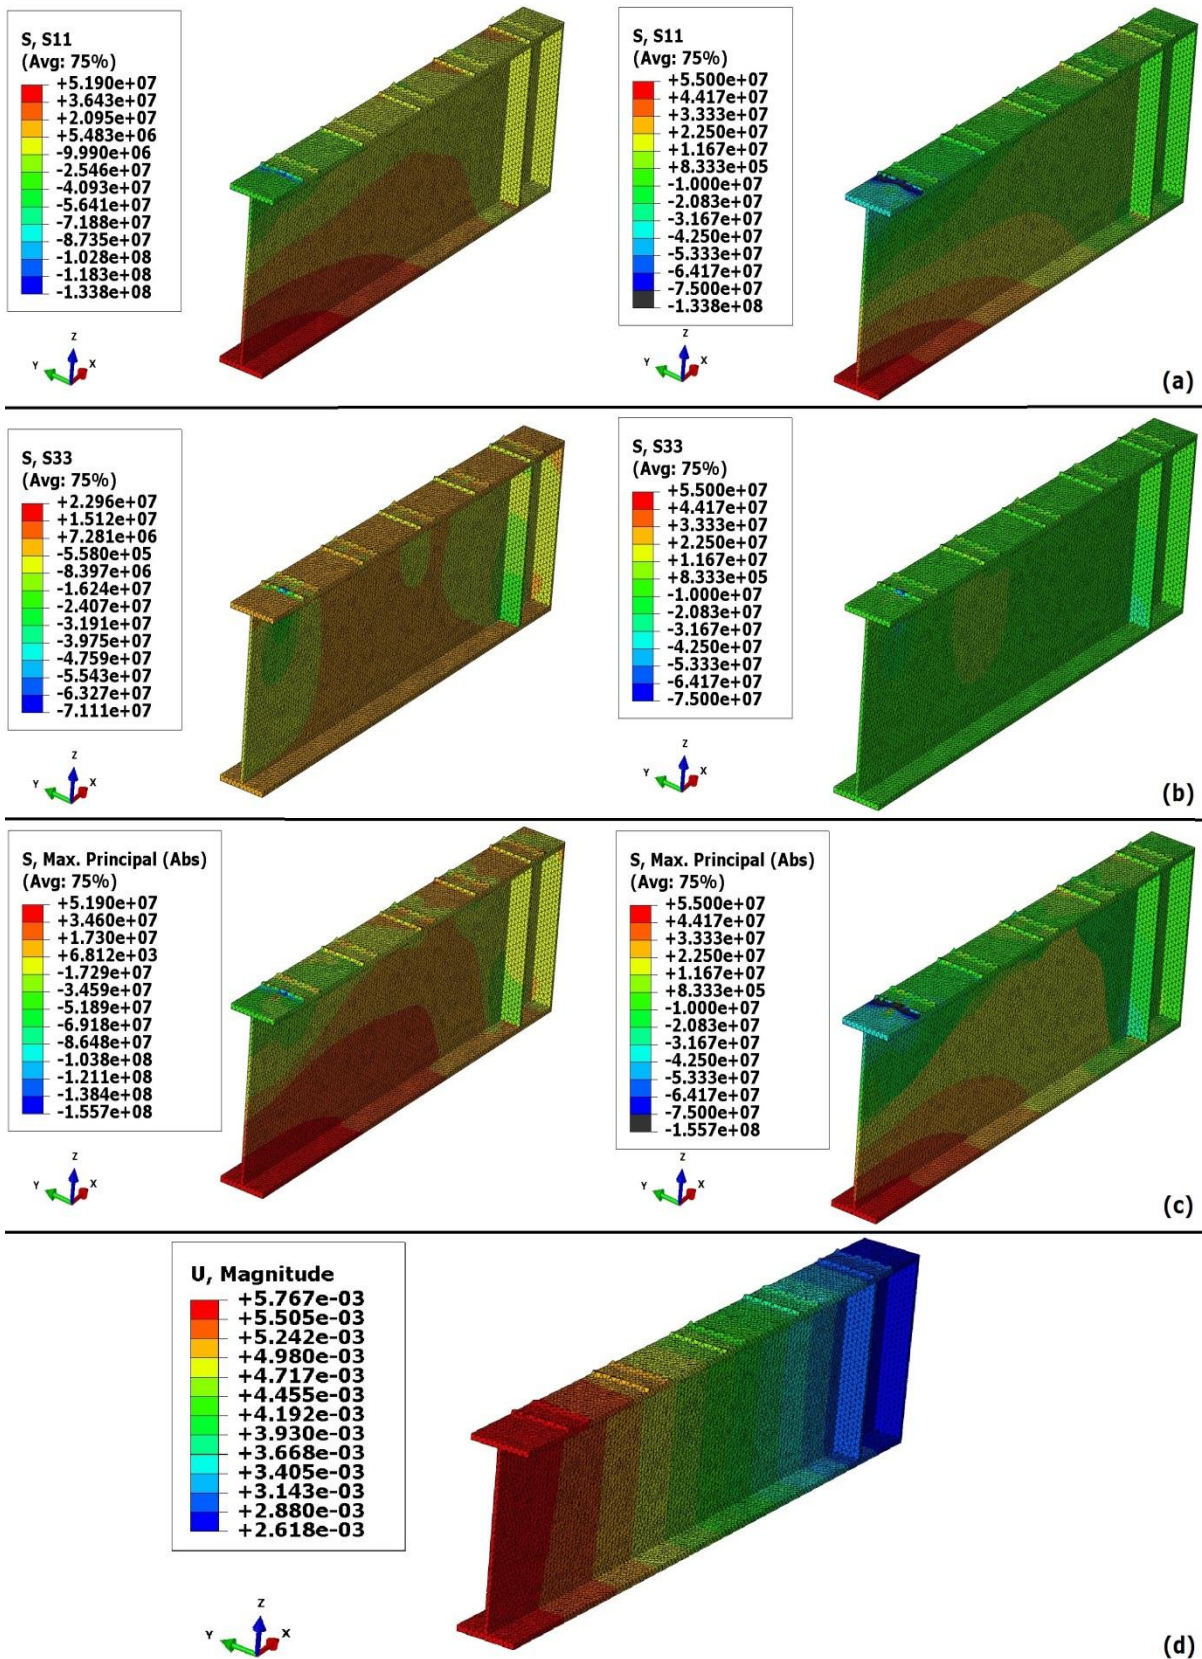 S, S11
(Avg: 75%)
+5.190e+07
+3.643e+07
+2.095e+07
+5.483e+06
-9.990e+06
-2.546e+07
-4.093e+07
-5.641e+07
-7.188e+07
-8.735e+07
-1.028e+08
-1.183e+08
-1.338e+08
Z
Y
X
S, S11
(Avg: 75%)
+5.500e+07
+4.417e+07
+3.333e+07
+2.250e+07
+1.167e+07
+8.333e+05
-1.000e+07
-2.083e+07
-3.167e+07
-4.250e+07
-5.333e+07
-6.417e+07
-7.500e+07
-1.338e+08
Z
Y
X
(a)
S, S33
(Avg: 75%)
+2.296e+07
+1.512e+07
+7.281e+06
-5.580e+05
-8.397e+06
-1.624e+07
-2.407e+07
-3.191e+07
-3.975e+07
-4.759e+07
-5.543e+07
-6.327e+07
-7.111e+07
Z
Y
X
S, S33
(Avg: 75%)
+5.500e+07
+4.417e+07
+3.333e+07
+2.250e+07
+1.167e+07
+8.333e+05
-1.000e+07
-2.083e+07
-3.167e+07
-4.250e+07
-5.333e+07
-6.417e+07
-7.500e+07
Z
Y
X
(b)
S, Max. Principal (Abs)
(Avg: 75%)
+5.190e+07
+3.460e+07
+1.730e+07
+6.812e+03
-1.729e+07
-3.459e+07
-5.189e+07
-6.918e+07
-8.647e+07
-1.038e+08
-1.211e+08
-1.384e+08
-1.557e+08
Z
Y
X
S, Max. Principal (Abs)
(Avg: 75%)
+5.500e+07
+4.417e+07
+3.333e+07
+2.250e+07
+1.167e+07
+8.333e+05
-1.000e+07
-2.083e+07
-3.167e+07
-4.250e+07
-5.333e+07
-6.417e+07
-7.500e+07
-1.557e+08
Z
Y
X
(c)
U, Magnitude
+5.767e-03
+5.505e-03
+5.242e-03
+4.980e-03
+4.717e-03
+4.455e-03
+4.192e-03
+3.930e-03
+3.668e-03
+3.405e-03
+3.143e-03
+2.880e-03
+2.618e-03
Z
Y
X
(d)